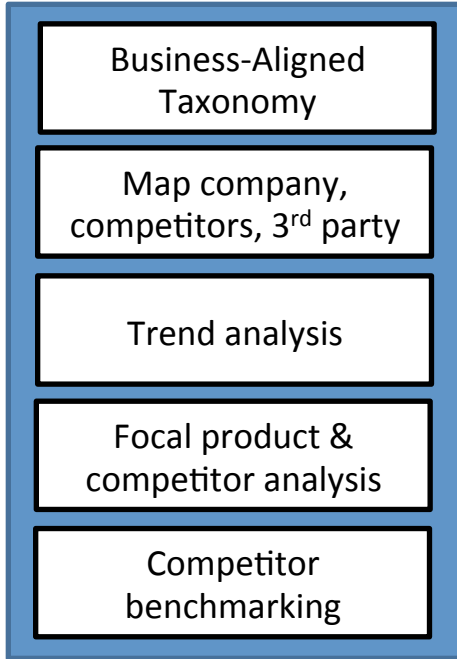 Business-Aligned
Taxonomy
Map company,
competitors, 3rd party
Trend analysis
Focal product &
competitor analysis
Competitor
benchmarking